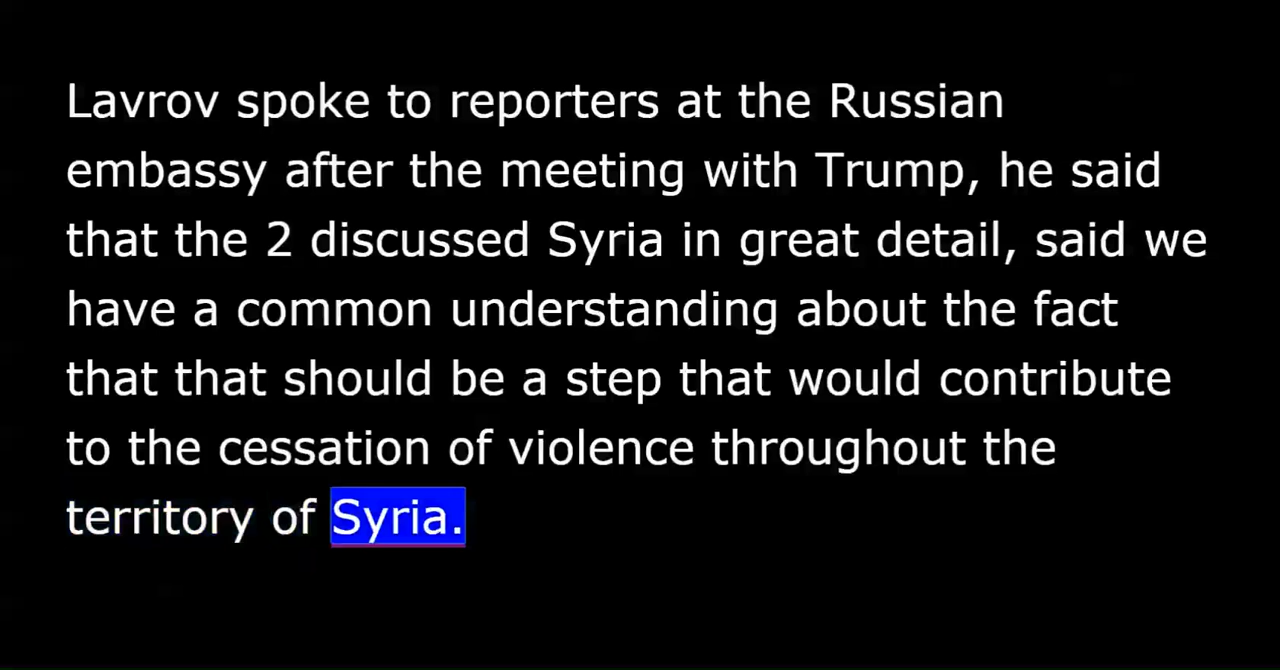 Lavrov spoke to reporters at the Russian
embassy after the meeting with Trump, he said
that the 2 discussed Syria in great detail, said we
have a common understanding about the fact
that that should be a step that would contribute
to the cessation of violence throughout the
territory of Syria.